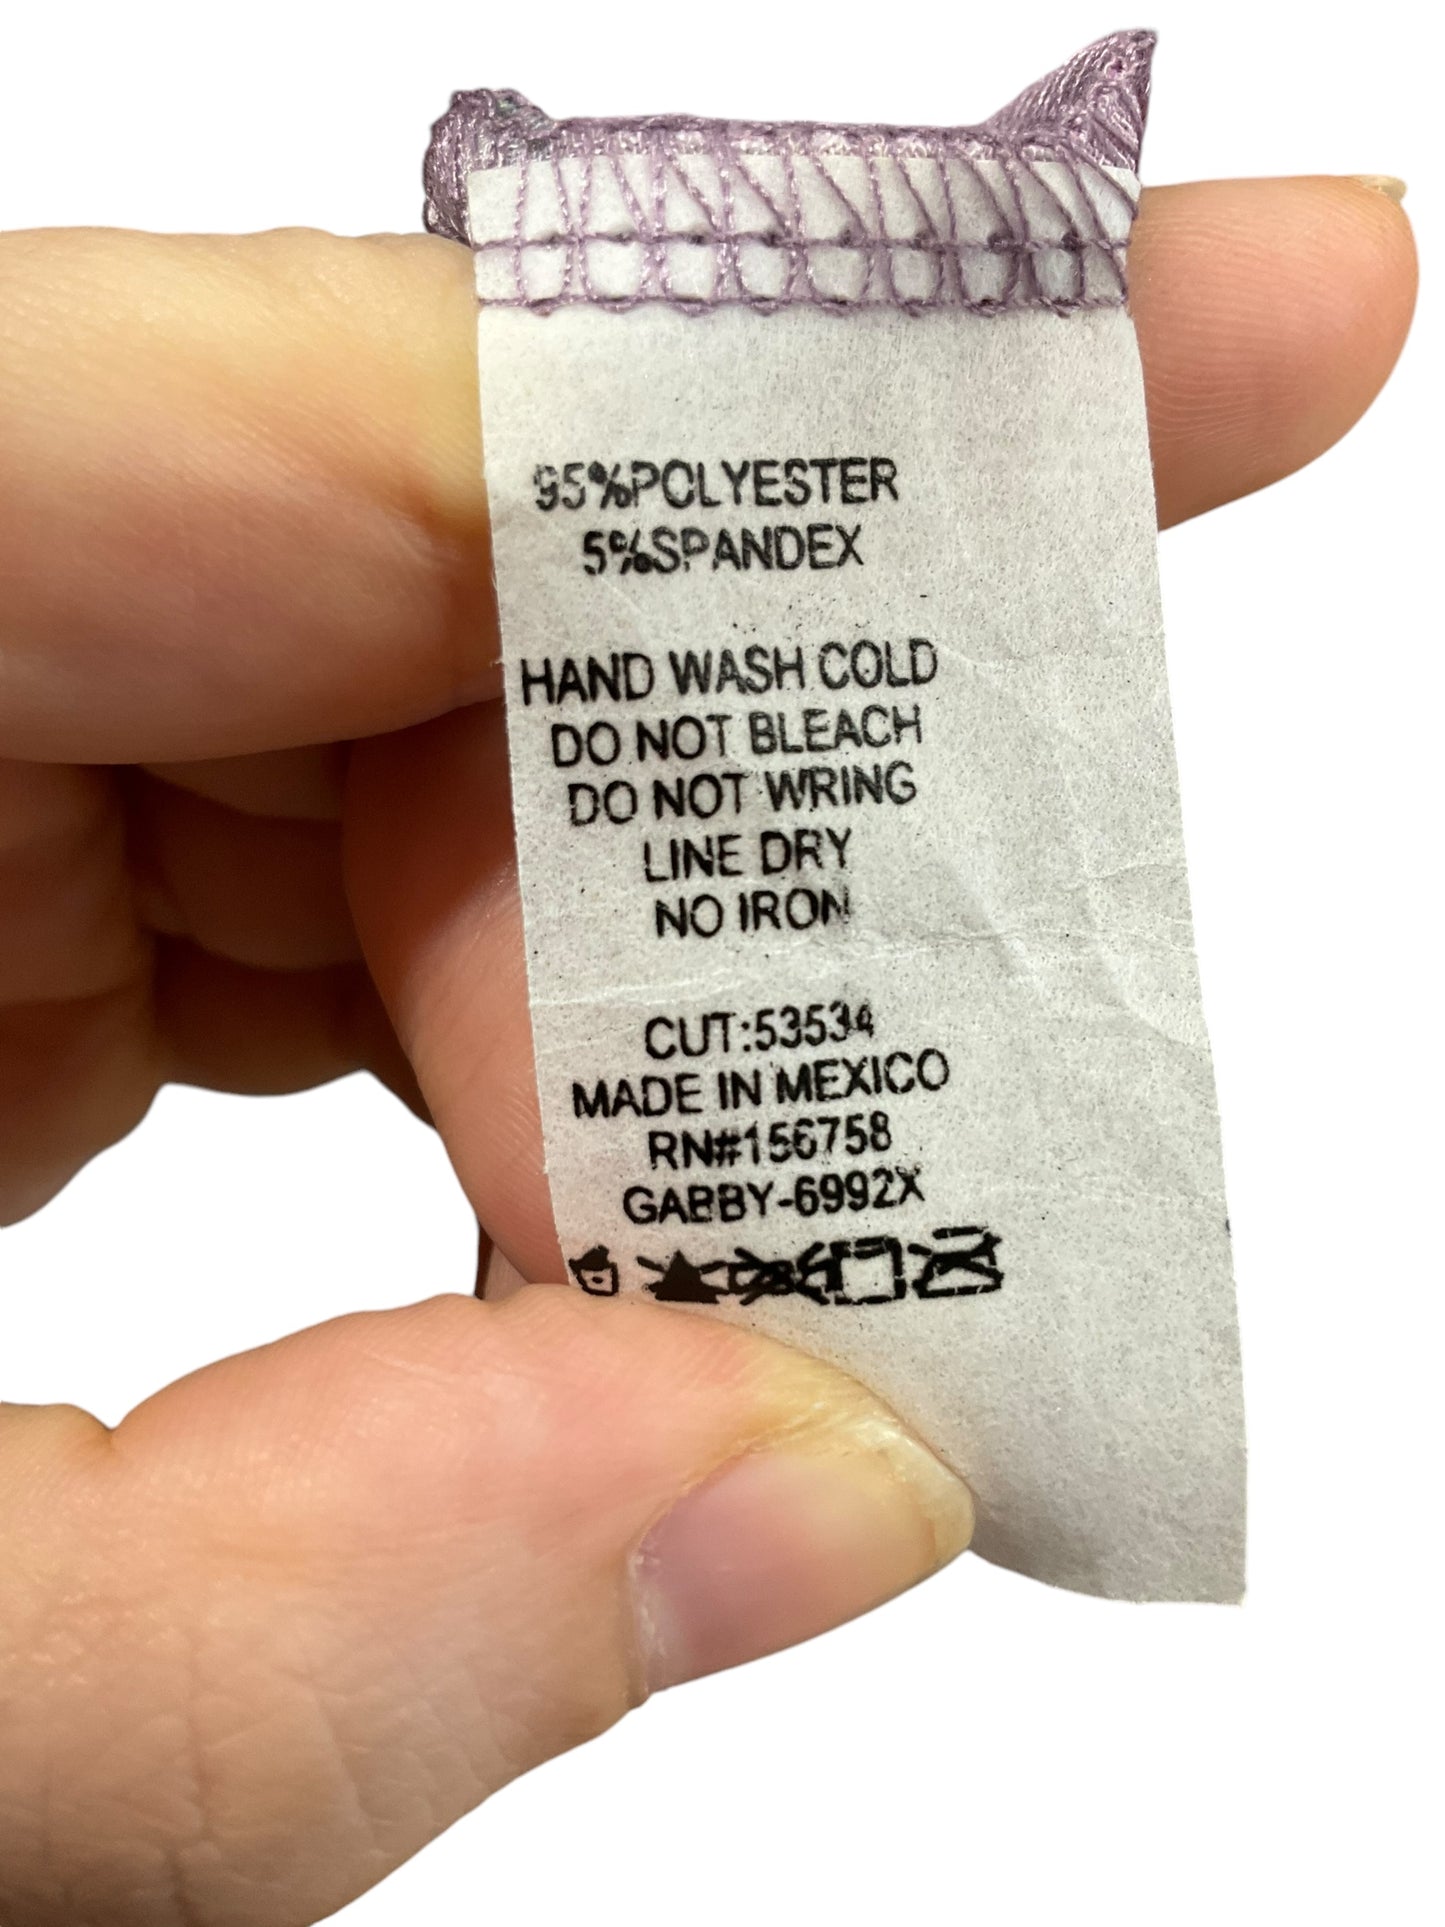 95%POLYESTER
5%SPANDEX
HAND WASH COLD
DO NOT BLEACH
DO NOT WRING
LINE DRY
NO IRON
CUT:53534
MADE IN MEXICO
RN#156758
GABBY-6992X